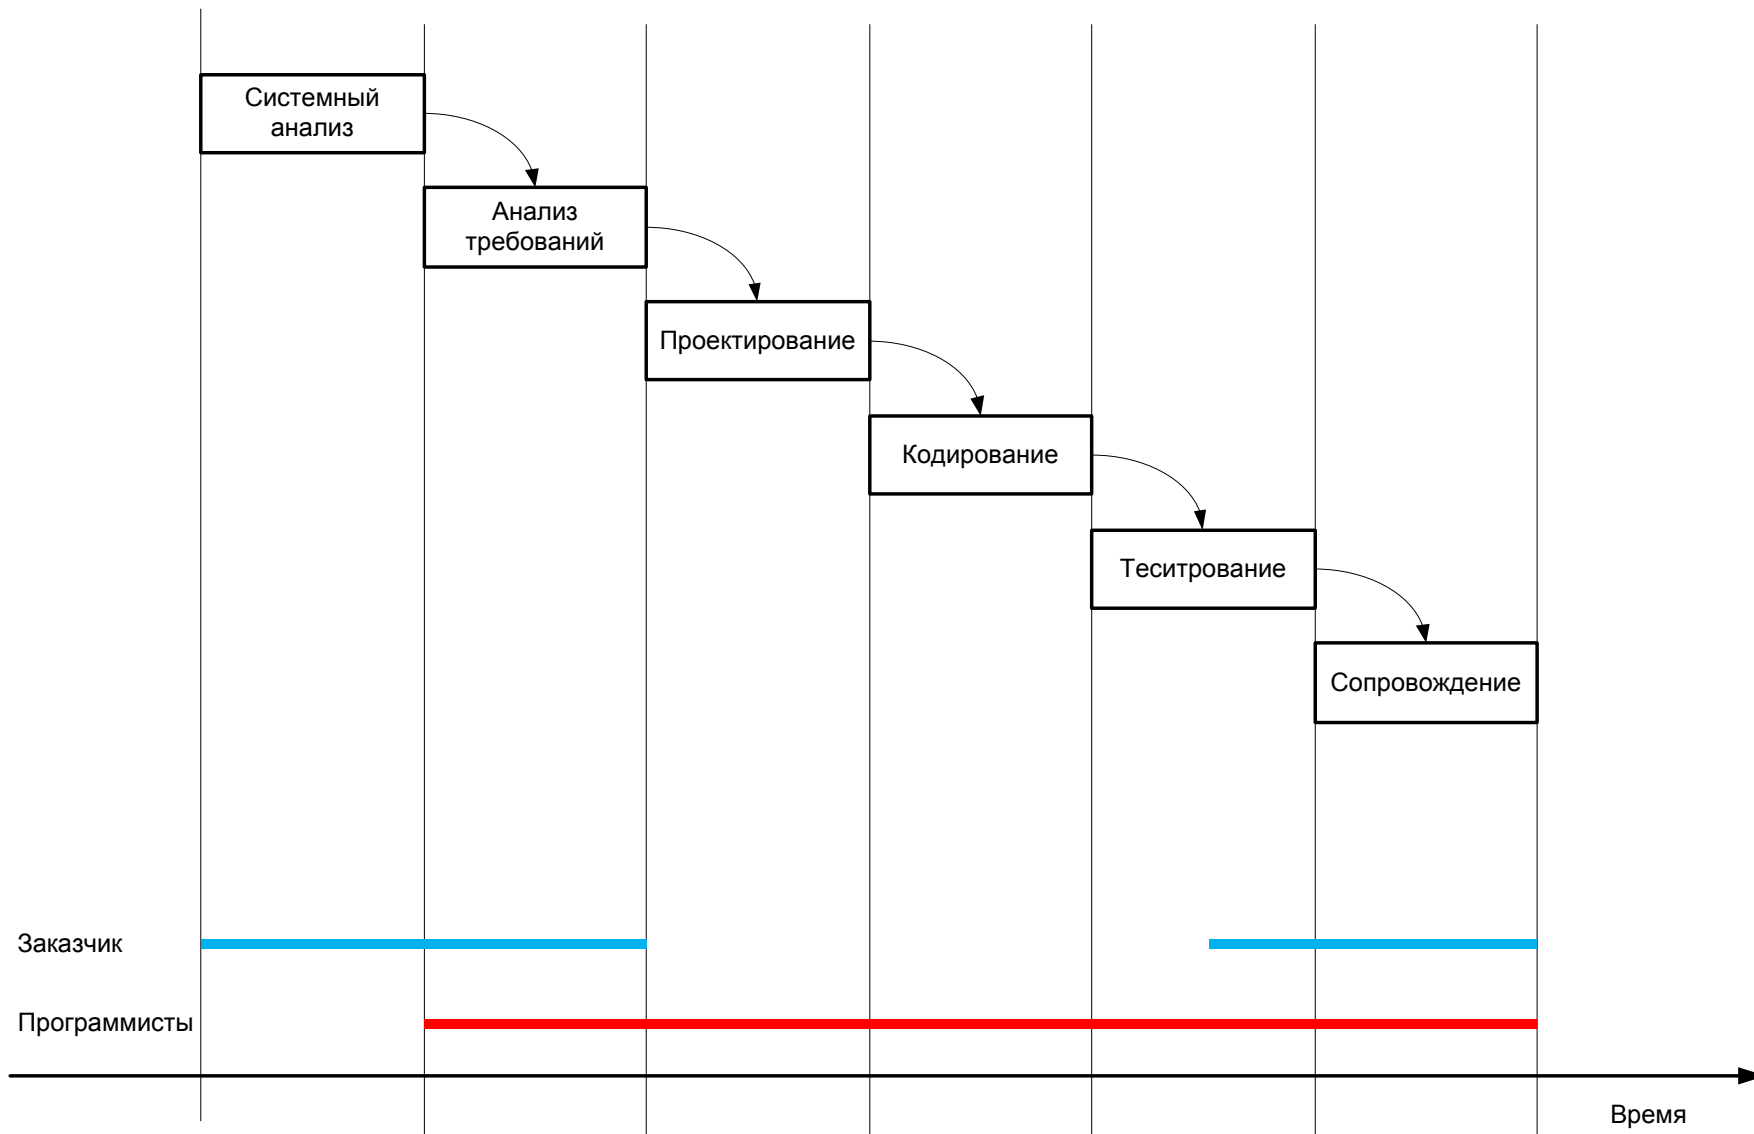 Системный
анализ
Анализ
требований
Проектирование
Кодирование
Теситрование
Сопровождение
Заказчик
Программисты
Время